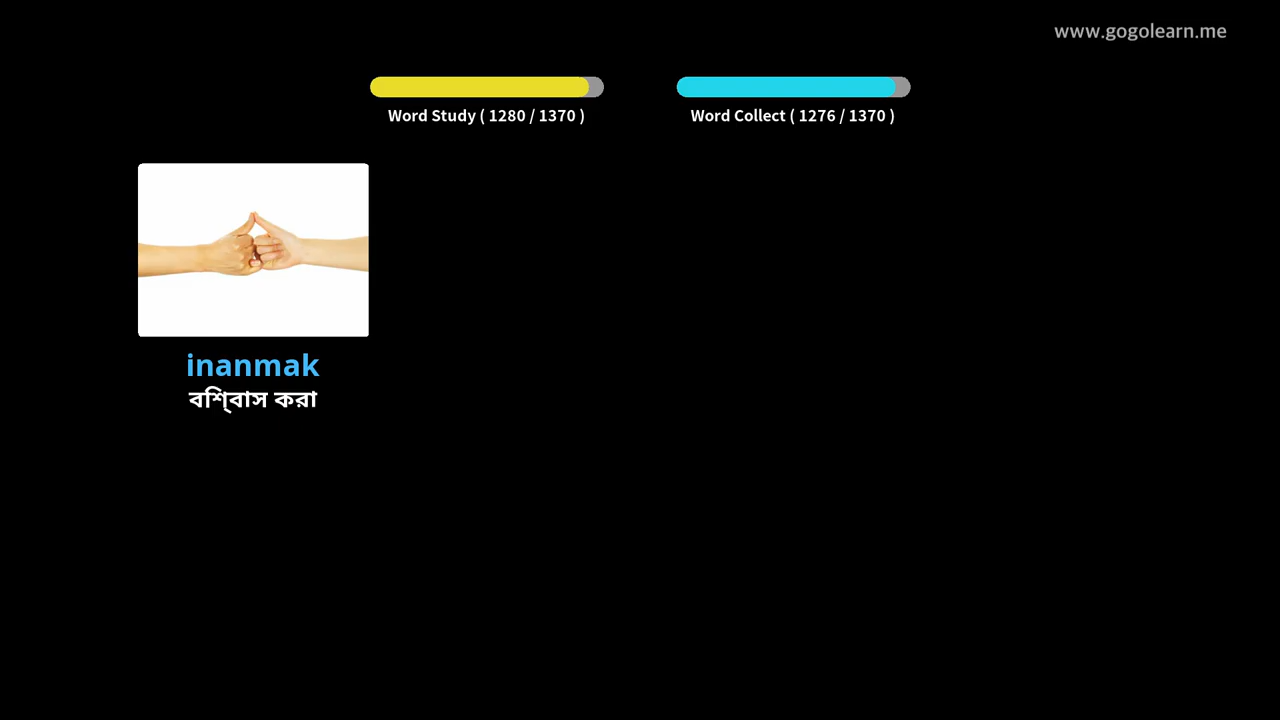 www.gogolearn.me
Word Study ( 1280 / 1370 )
Word Collect ( 1276 / 1370 )
inanmak
বিশ্বাস করা